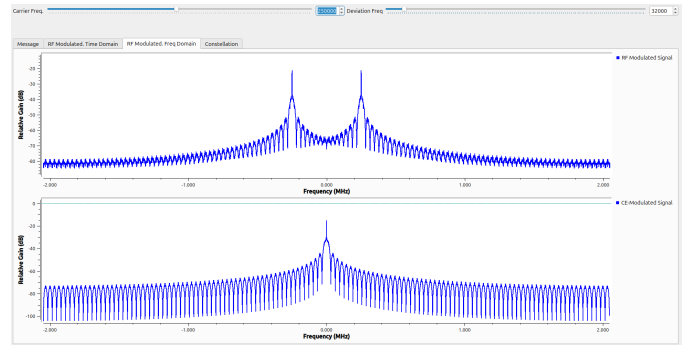 Carrier Freq. 250000 Deviation Freq 32000
Message RF Modulated. Time Domain RF Modulated. Freq Domain Constellation
RF Modulated Signal
Relative Gain (dB)
-20
-30
-40
-50
-60
-70
-80
-2.000 -1.000 0.000 1.000 2.000
Frequency (MHz)
CE-Modulated Signal
Relative Gain (dB)
0
-20
-40
-60
-80
-100
-2.000 -1.000 0.000 1.000 2.000
Frequency (MHz)